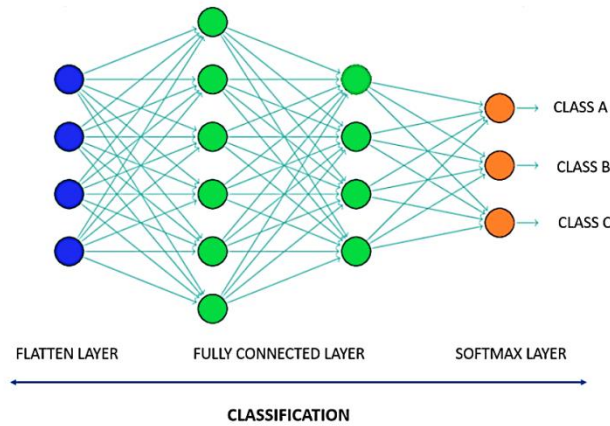 CLASS A
CLASS B
CLASS C
FLATTEN LAYER FULLY CONNECTED LAYER SOFTMAX LAYER
CLASSIFICATION